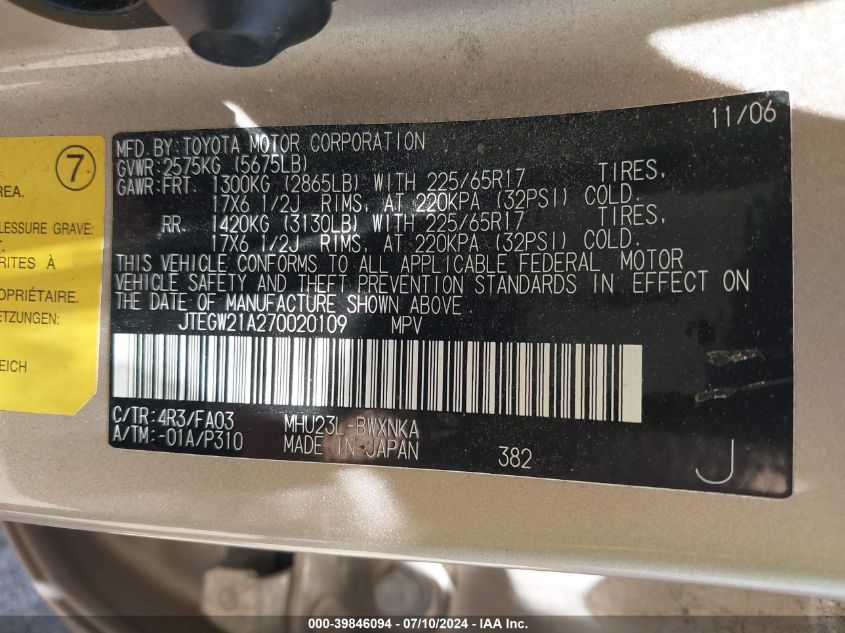 11/06
MFD. BY: TOYOTA MOTOR CORPORATION
GVWR: 2575KG (5675LB)
GAWR: FRT. 1300KG (2865LB) WITH 225/65R17 TIRES,
17X6 1/2J RIMS, AT 220KPA (32PSI) COLD.
RR. 1420KG (3130LB) WITH 225/65R17 TIRES,
17X6 1/2J RIMS, AT 220KPA (32PSI) COLD.
THIS VEHICLE CONFORMS TO ALL APPLICABLE FEDERAL MOTOR
VEHICLE SAFETY AND THEFT PREVENTION STANDARDS IN EFFECT ON
THE DATE OF MANUFACTURE SHOWN ABOVE.
JTEGW21A270020109 MPV
C/TR: 4R3/FA03 MHU23L-BWXNKA
A/TM: -01A/P310 MADE IN JAPAN 382 J
7
REA.
LESSURE GRAVE:
T.
RITES À
OPRIÉTAIRE.
ETZUNGEN:
EICH
000-39846094 / 07/10/2024 - IAA Inc.